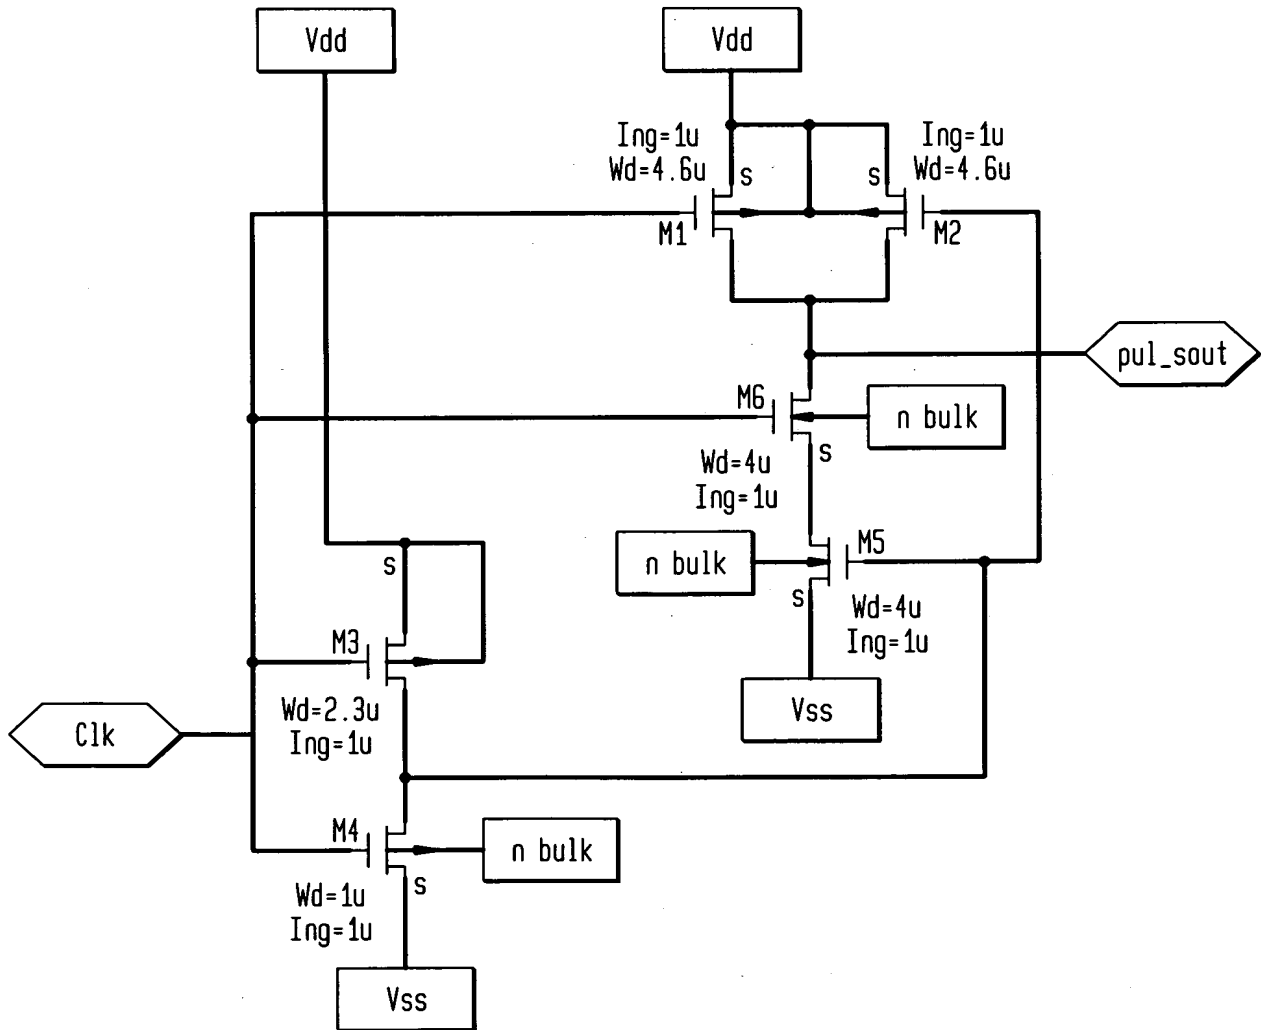 Vdd
Vdd
Ing=1u
Wd=4.6u
Ing=1u
Wd=4.6u
S
S
M1
M2
pul_sout
M6
n bulk
S
Wd=4u
Ing=1u
n bulk
M5
S
S
Wd=4u
Ing=1u
M3
Vss
Wd=2.3u
Ing=1u
Clk
M4
n bulk
S
Wd=1u
Ing=1u
Vss